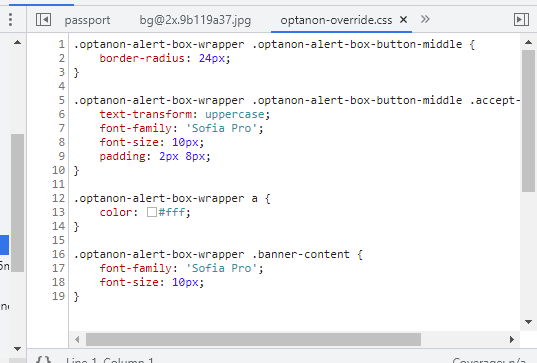 passport bg@2x.9b119a37.jpg optanon-override.css × »
1 .optanon-alert-box-wrapper .optanon-alert-box-button-middle {
2 border-radius: 24px;
3 }
4
5 .optanon-alert-box-wrapper .optanon-alert-box-button-middle .accept-
6 text-transform: uppercase;
7 font-family: 'Sofia Pro';
8 font-size: 10px;
9 padding: 2px 8px;
10 }
11
12 .optanon-alert-box-wrapper a {
13 color: #fff;
14 }
15
16 .optanon-alert-box-wrapper .banner-content {
17 font-family: 'Sofia Pro';
18 font-size: 10px;
19 }
{} Line 1, Column 1 Coverage: n/a